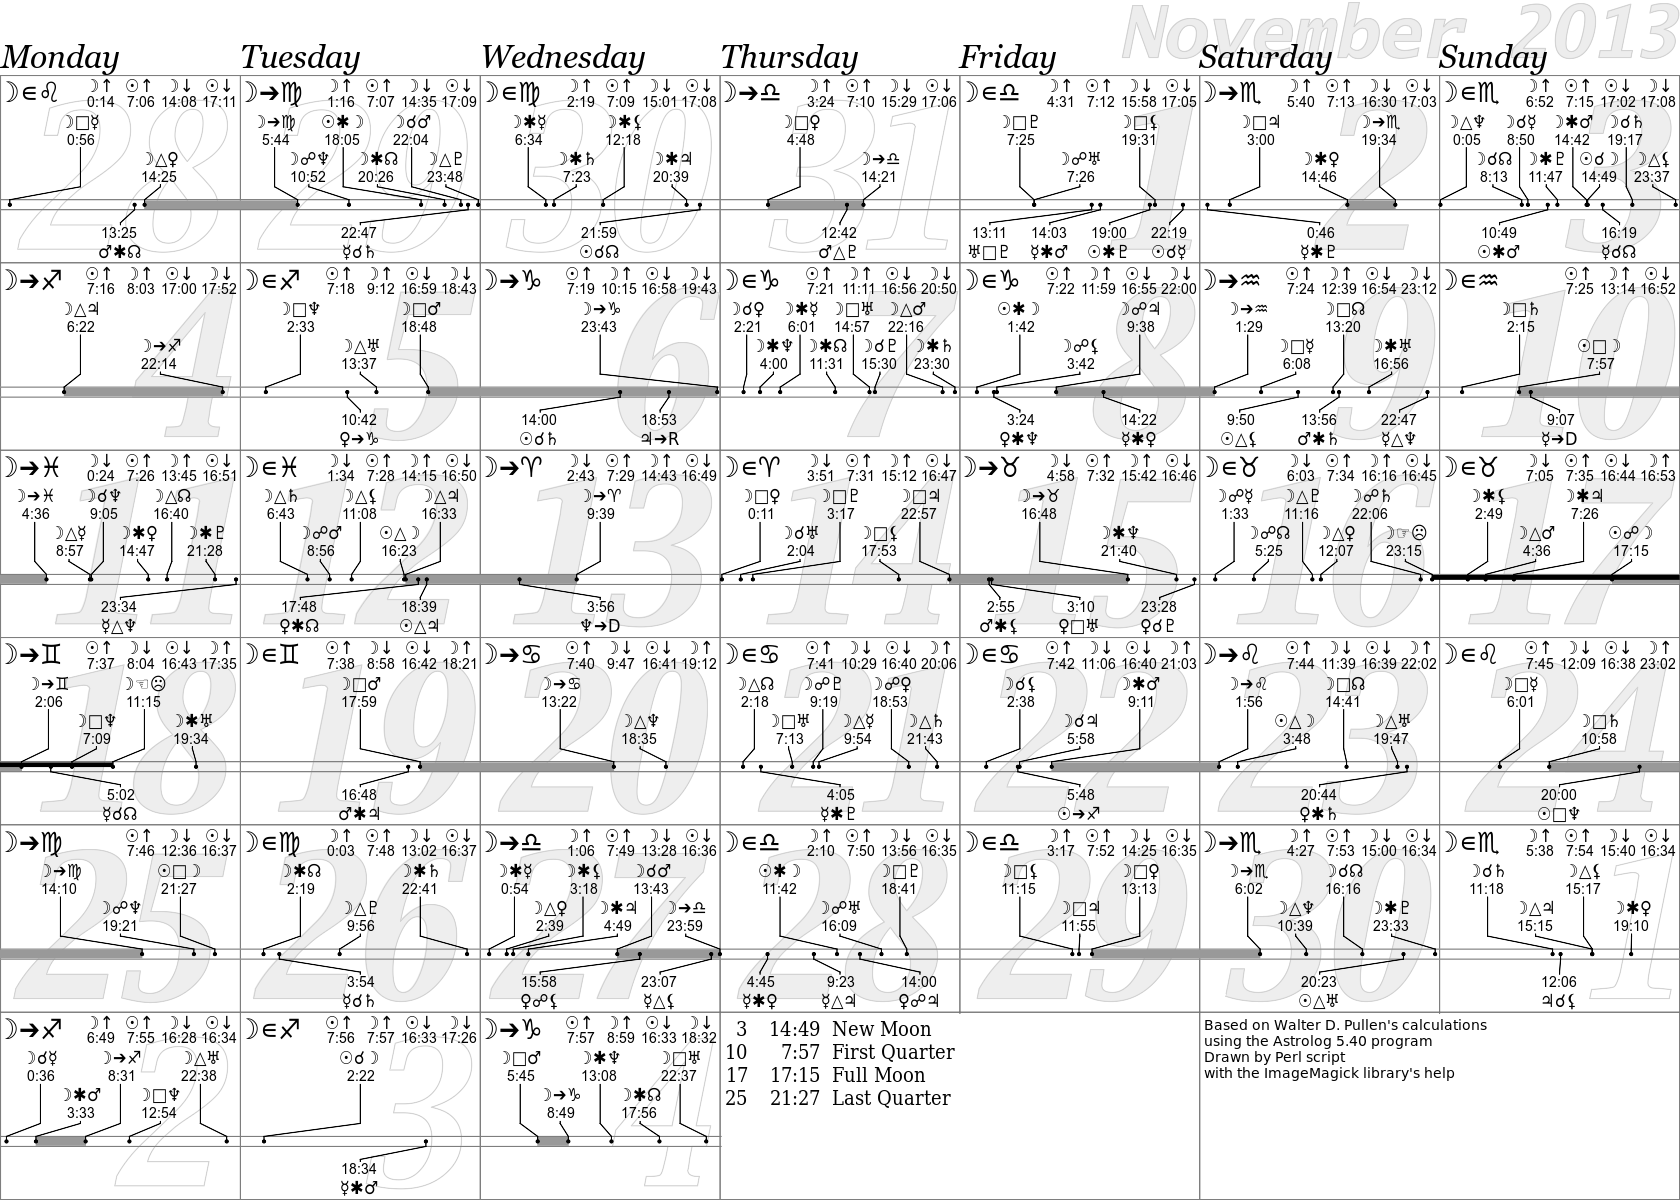 November 2013
Monday Tuesday Wednesday Thursday Friday Saturday Sunday
28
☽∈♌ ☽↑ ☉↑ ☽↓ ☉↓
0:14 7:06 14:08 17:11
☽□☿
0:56
☽△♀
14:25
13:25
♂✱☊
29
☽→♍ ☽↑ ☉↑ ☽↓ ☉↓
1:16 7:07 14:35 17:09
☽→♍ ☉✱☽ ☽☌♂
5:44 18:05 22:04
☽☍♆ ☽✱☊ ☽△♇
10:52 20:26 23:48
22:47
☿☌♄
30
☽∈♍ ☽↑ ☉↑ ☽↓ ☉↓
2:19 7:09 15:01 17:08
☽✱☿ ☽✱⚸
6:34 12:18
☽✱♄ ☽✱♃
7:23 20:39
21:59
☉☌☊
31
☽→♎ ☽↑ ☉↑ ☽↓ ☉↓
3:24 7:10 15:29 17:06
☽□♀
4:48
☽→♎
14:21
12:42
♂△♇
1
☽∈♎ ☽↑ ☉↑ ☽↓ ☉↓
4:31 7:12 15:58 17:05
☽□♇ ☽□⚸
7:25 19:31
☽☍♅
7:26
13:11 14:03 19:00 22:19
♅□♇ ☿✱♂ ☉✱♇ ☉☌☿
2
☽→♏ ☽↑ ☉↑ ☽↓ ☉↓
5:40 7:13 16:30 17:03
☽□♃ ☽→♏
3:00 19:34
☽✱♀
14:46
0:46
☿✱♇
3
☽∈♏ ☽↑ ☉↑ ☉↓ ☽↓
6:52 7:15 17:02 17:08
☽△♆ ☽☌☿ ☽✱♂ ☽☌♄
0:05 8:50 14:42 19:17
☽☌☊ ☽✱♇ ☉☌☽ ☽△⚸
8:13 11:47 14:49 23:37
10:49 16:19
☉✱♂ ☿☌☊
4
☽→♐ ☉↑ ☽↑ ☉↓ ☽↓
7:16 8:03 17:00 17:52
☽△♃
6:22
☽→♐
22:14
5
☽∈♐ ☉↑ ☽↑ ☉↓ ☽↓
7:18 9:12 16:59 18:43
☽□♆ ☽□♂
2:33 18:48
☽△♅
13:37
10:42
♀→♑
6
☽→♑ ☉↑ ☽↑ ☉↓ ☽↓
7:19 10:15 16:58 19:43
☽→♑
23:43
14:00 18:53
☉☌♄ ♃→R
7
☽∈♑ ☉↑ ☽↑ ☉↓ ☽↓
7:21 11:11 16:56 20:50
☽☌♀ ☽✱☿ ☽□♅ ☽△♂
2:21 6:01 14:57 22:16
☽✱♆ ☽✱☊ ☽☌♇ ☽✱♄
4:00 11:31 15:30 23:30
8
☽∈♑ ☉↑ ☽↑ ☉↓ ☽↓
7:22 11:59 16:55 22:00
☉✱☽ ☽☍♃
1:42 9:38
☽☍⚸
3:42
3:24 14:22
♀✱♆ ☿✱♀
9
☽→♒ ☉↑ ☽↑ ☉↓ ☽↓
7:24 12:39 16:54 23:12
☽→♒ ☽□☊
1:29 13:20
☽□☿ ☽✱♅
6:08 16:56
9:50 13:56 22:47
☉△⚸ ♂✱♄ ☿△♆
10
☽∈♒ ☉↑ ☽↑ ☉↓
7:25 13:14 16:52
☽□♄
2:15
☉□☽
7:57
9:07
☿→D
11
☽→♓ ☽↓ ☉↑ ☽↑ ☉↓
0:24 7:26 13:45 16:51
☽→♓ ☽☌♆ ☽△☊
4:36 9:05 16:40
☽△☿ ☽✱♀ ☽✱♇
8:57 14:47 21:28
23:34
☿△♆
12
☽∈♓ ☽↓ ☉↑ ☽↑ ☉↓
1:34 7:28 14:15 16:50
☽△♄ ☽△⚸ ☽△♃
6:43 11:08 16:33
☽☍♂ ☉△☽
8:56 16:23
17:48 18:39
♀✱☊ ☉△♃
13
☽→♈ ☽↓ ☉↑ ☽↑ ☉↓
2:43 7:29 14:43 16:49
☽→♈
9:39
3:56
♆→D
14
☽∈♈ ☽↓ ☉↑ ☽↑ ☉↓
3:51 7:31 15:12 16:47
☽□♀ ☽□♇ ☽□♃
0:11 3:17 22:57
☽☌♅ ☽□⚸
2:04 17:53
15
☽→♉ ☽↓ ☉↑ ☽↑ ☉↓
4:58 7:32 15:42 16:46
☽→♉
16:48
☽✱♆
21:40
2:55 3:10 23:28
♂✱⚸ ♀□♅ ♀☌♇
16
☽∈♉ ☽↓ ☉↑ ☽↑ ☉↓
6:03 7:34 16:16 16:45
☽☍☿ ☽△♇ ☽☍♄
1:33 11:16 22:06
☽☍☊ ☽△♀ ☽☞☹
5:25 12:07 23:15
17
☽∈♉ ☽↓ ☉↑ ☉↓ ☽↑
7:05 7:35 16:44 16:53
☽✱⚸ ☽✱♃
2:49 7:26
☽△♂ ☉☍☽
4:36 17:15
18
☽→♊ ☉↑ ☽↓ ☉↓ ☽↑
7:37 8:04 16:43 17:35
☽→♊ ☽☜☹
2:06 11:15
☽□♆ ☽✱♅
7:09 19:34
5:02
☿☌☊
19
☽∈♊ ☉↑ ☽↓ ☉↓ ☽↑
7:38 8:58 16:42 18:21
☽□♂
17:59
16:48
♂✱♃
20
☽→♋ ☉↑ ☽↓ ☉↓ ☽↑
7:40 9:47 16:41 19:12
☽→♋
13:22
☽△♆
18:35
21
☽∈♋ ☉↑ ☽↓ ☉↓ ☽↑
7:41 10:29 16:40 20:06
☽△☊ ☽☍♇ ☽☍♀
2:18 9:19 18:53
☽□♅ ☽△☿ ☽△♄
7:13 9:54 21:43
4:05
☿✱♇
22
☽∈♋ ☉↑ ☽↓ ☉↓ ☽↑
7:42 11:06 16:40 21:03
☽☌⚸ ☽✱♂
2:38 9:11
☽☌♃
5:58
5:48
☉→♐
23
☽→♌ ☉↑ ☽↓ ☉↓ ☽↑
7:44 11:39 16:39 22:02
☽→♌ ☽□☊
1:56 14:41
☉△☽ ☽△♅
3:48 19:47
20:44
♀✱♄
24
☽∈♌ ☉↑ ☽↓ ☉↓ ☽↑
7:45 12:09 16:38 23:02
☽□☿
6:01
☽□♄
10:58
20:00
☉□♆
25
☽→♍ ☉↑ ☽↓ ☉↓
7:46 12:36 16:37
☽→♍ ☉□☽
14:10 21:27
☽☍♆
19:21
26
☽∈♍ ☽↑ ☉↑ ☽↓ ☉↓
0:03 7:48 13:02 16:37
☽✱☊ ☽✱♄
2:19 22:41
☽△♇
9:56
3:54
☿☌♄
27
☽→♎ ☽↑ ☉↑ ☽↓ ☉↓
1:06 7:49 13:28 16:36
☽✱☿ ☽✱⚸ ☽☌♂
0:54 3:18 13:43
☽△♀ ☽✱♃ ☽→♎
2:39 4:49 23:59
15:58 23:07
♀☍⚸ ☿△⚸
28
☽∈♎ ☽↑ ☉↑ ☽↓ ☉↓
2:10 7:50 13:56 16:35
☉✱☽ ☽□♇
11:42 18:41
☽☍♅
16:09
4:45 9:23 14:00
☿✱♀ ☿△♃ ♀☍♃
29
☽∈♎ ☽↑ ☉↑ ☽↓ ☉↓
3:17 7:52 14:25 16:35
☽□⚸ ☽□♀
11:15 13:13
☽□♃
11:55
30
☽→♏ ☽↑ ☉↑ ☽↓ ☉↓
4:27 7:53 15:00 16:34
☽→♏ ☽☌☊
6:02 16:16
☽△♆ ☽✱♇
10:39 23:33
20:23
☉△♅
1
☽∈♏ ☽↑ ☉↑ ☽↓ ☉↓
5:38 7:54 15:40 16:34
☽☌♄ ☽△⚸
11:18 15:17
☽△♃ ☽✱♀
15:15 19:10
12:06
♃☌⚸
2
☽→♐ ☽↑ ☉↑ ☽↓ ☉↓
6:49 7:55 16:28 16:34
☽☌☿ ☽→♐ ☽△♅
0:36 8:31 22:38
☽✱♂ ☽□♆
3:33 12:54
3
☽∈♐ ☉↑ ☽↑ ☉↓ ☽↓
7:56 7:57 16:33 17:26
☉☌☽
2:22
18:34
☿✱♂
4
☽→♑ ☉↑ ☽↑ ☉↓ ☽↓
7:57 8:59 16:33 18:32
☽□♂ ☽✱♆ ☽□♅
5:45 13:08 22:37
☽→♑ ☽✱☊
8:49 17:56
3 14:49 New Moon
10 7:57 First Quarter
17 17:15 Full Moon
25 21:27 Last Quarter
Based on Walter D. Pullen's calculations
using the Astrolog 5.40 program
Drawn by Perl script
with the ImageMagick library's help